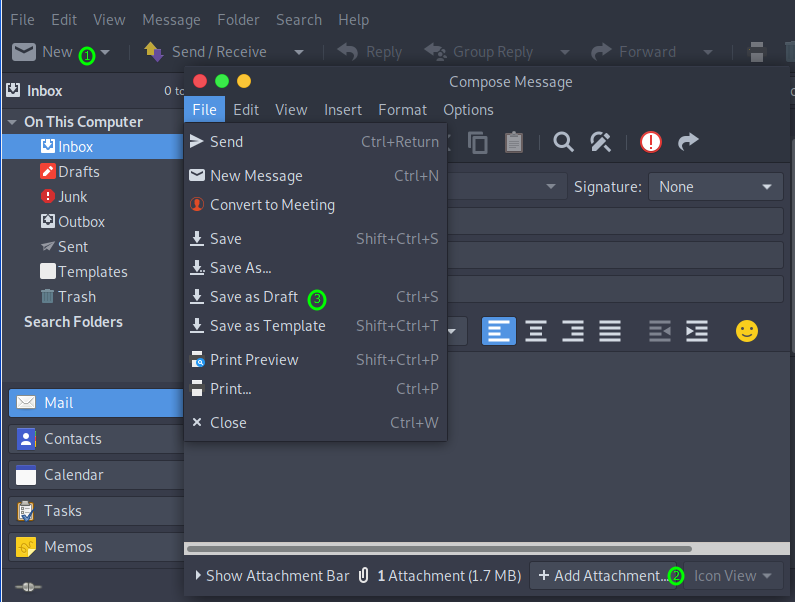 File Edit View Message Folder Search Help
New 1 Send / Receive Reply Group Reply Forward
Inbox 0 to
Compose Message
File Edit View Insert Format Options
On This Computer
Inbox
Drafts
Junk
Outbox
Sent
Templates
Trash
Search Folders
Mail
Contacts
Calendar
Tasks
Memos
Send Ctrl+Return
New Message Ctrl+N
Convert to Meeting
Save Shift+Ctrl+S
Save As...
Save as Draft 3 Ctrl+S
Save as Template Shift+Ctrl+T
Print Preview Shift+Ctrl+P
Print... Ctrl+P
Close Ctrl+W
Signature: None
Show Attachment Bar 1 Attachment (1.7 MB) + Add Attachment... 2 Icon View